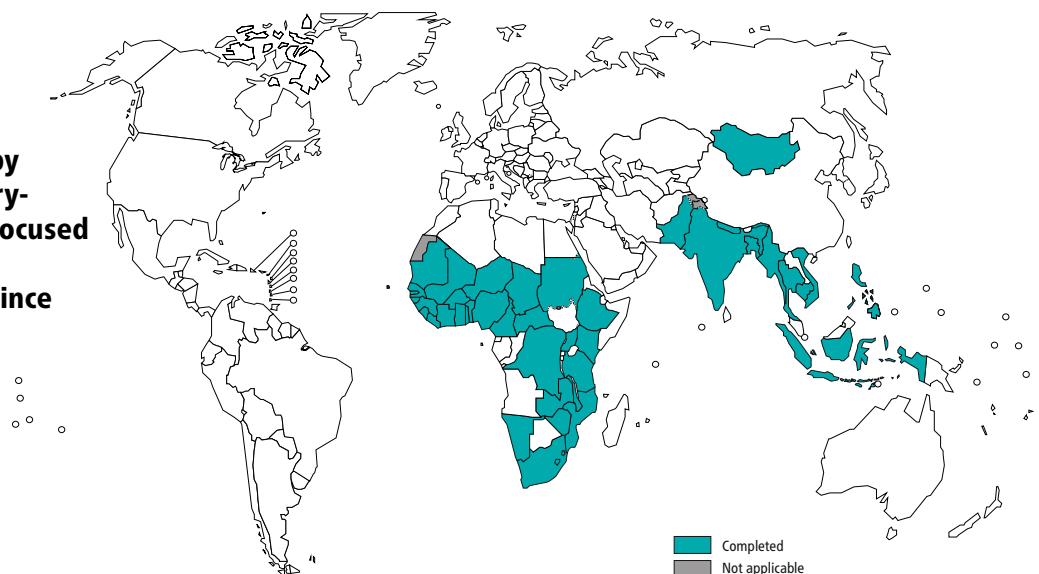 by
ry-
ocused
ince
Completed
Not applicable